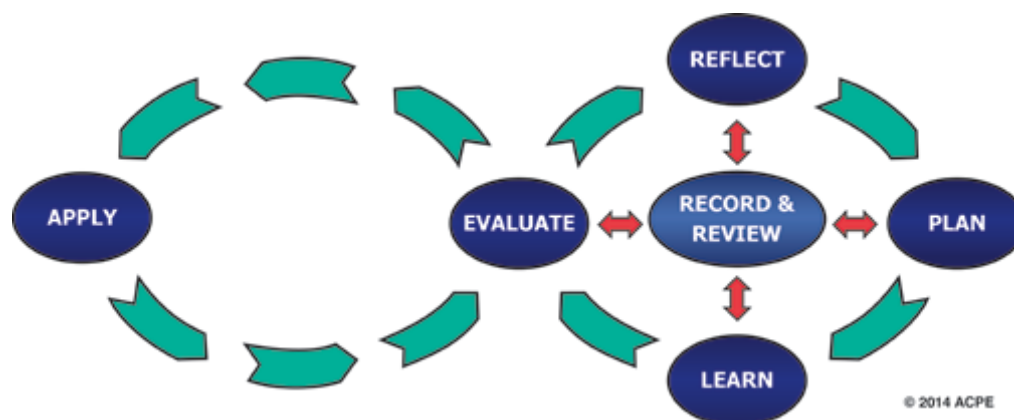 REFLECT
APPLY
EVALUATE
RECORD &
REVIEW
PLAN
LEARN
© 2014 ACPE